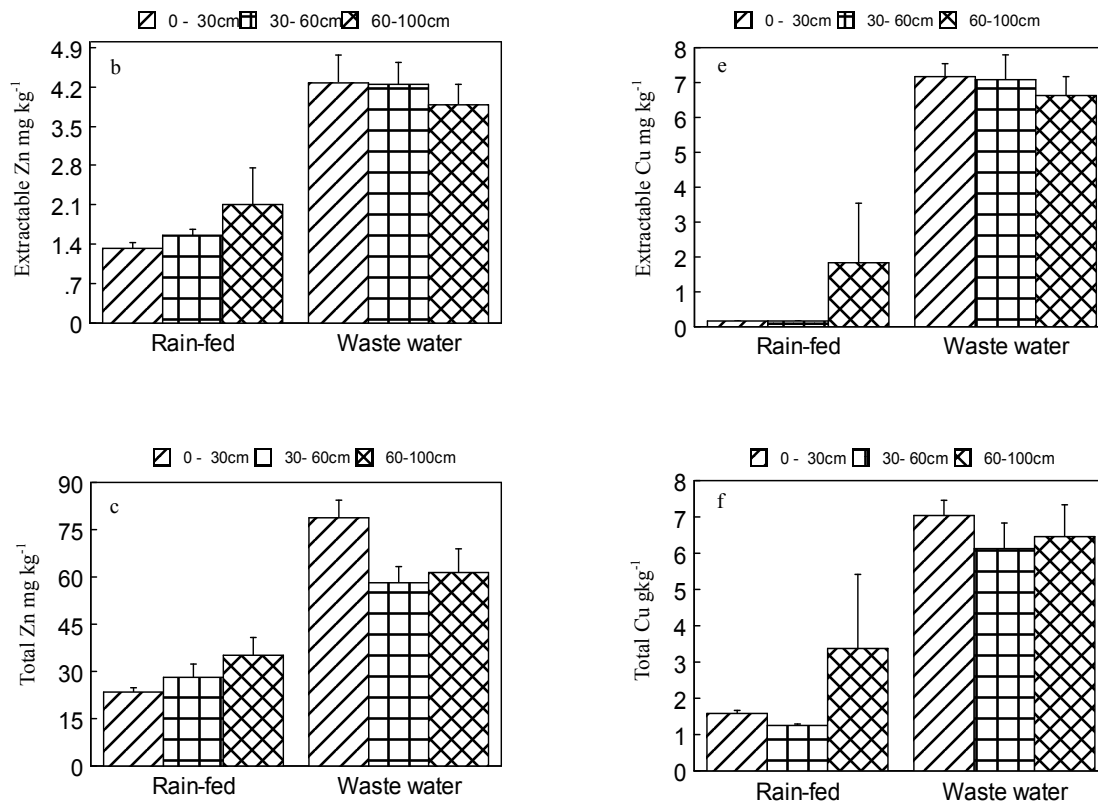 0 - 30cm 30- 60cm 60-100cm
b
Extractable Zn mg kg-1
4.9
4.2
3.5
2.8
2.1
1.4
.7
0
Rain-fed Waste water
0 - 30cm 30- 60cm 60-100cm
e
Extractable Cu mg kg-1
8
7
6
5
4
3
2
1
0
Rain-fed Waste water
0 - 30cm 30- 60cm 60-100cm
c
Total Zn mg kg-1
90
75
60
45
30
15
0
Rain-fed Waste water
0 - 30cm 30- 60cm 60-100cm
f
Total Cu gkg-1
8
7
6
5
4
3
2
1
0
Rain-fed Waste water